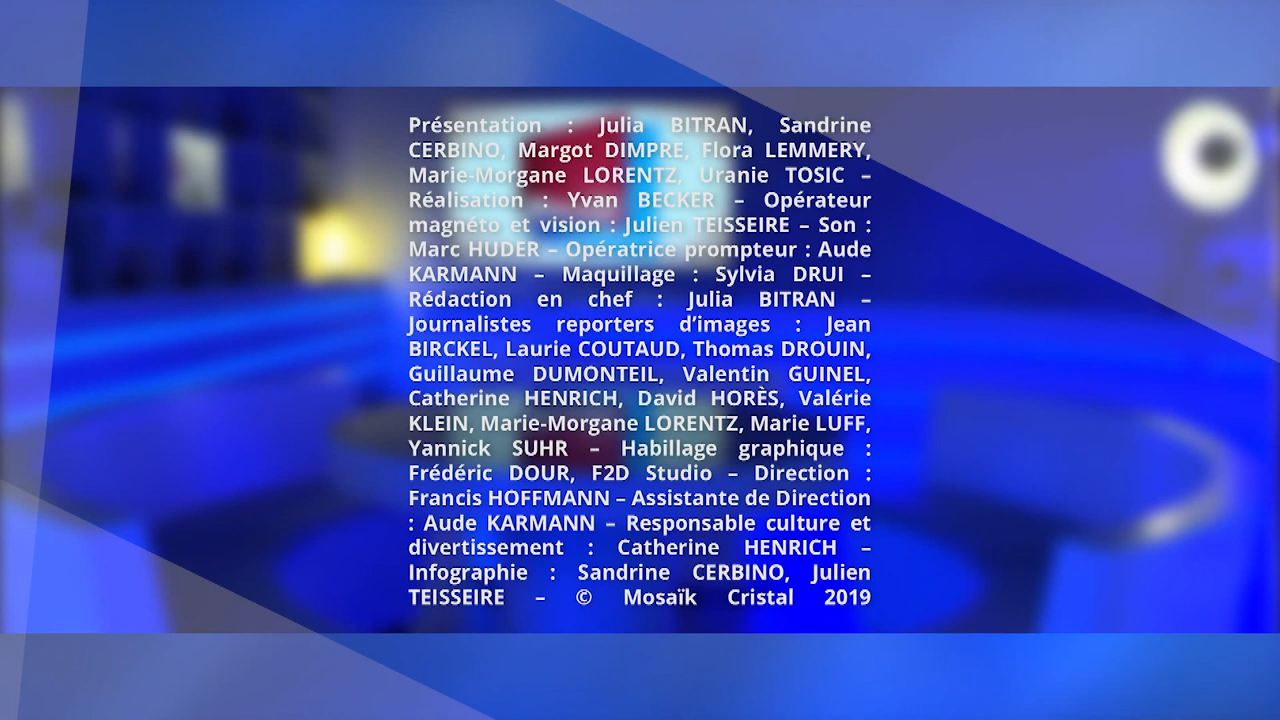 Présentation : Julia BITRAN, Sandrine
CERBINO, Margot DIMPRE, Flora LEMMERY,
Marie-Morgane LORENTZ, Uranie TOSIC –
Réalisation : Yvan BECKER – Opérateur
magnéto et vision : Julien TEISSEIRE – Son :
Marc HUDER – Opératrice prompteur : Aude
KARMANN – Maquillage : Sylvia DRUI –
Rédaction en chef : Julia BITRAN –
Journalistes reporters d’images : Jean
BIRCKEL, Laurie COUTAUD, Thomas DROUIN,
Guillaume DUMONTEIL, Valentin GUINEL,
Catherine HENRICH, David HORÈS, Valérie
KLEIN, Marie-Morgane LORENTZ, Marie LUFF,
Yannick SUHR – Habillage graphique :
Frédéric DOUR, F2D Studio – Direction :
Francis HOFFMANN – Assistante de Direction
: Aude KARMANN – Responsable culture et
divertissement : Catherine HENRICH –
Infographie : Sandrine CERBINO, Julien
TEISSEIRE – © Mosaïk Cristal 2019